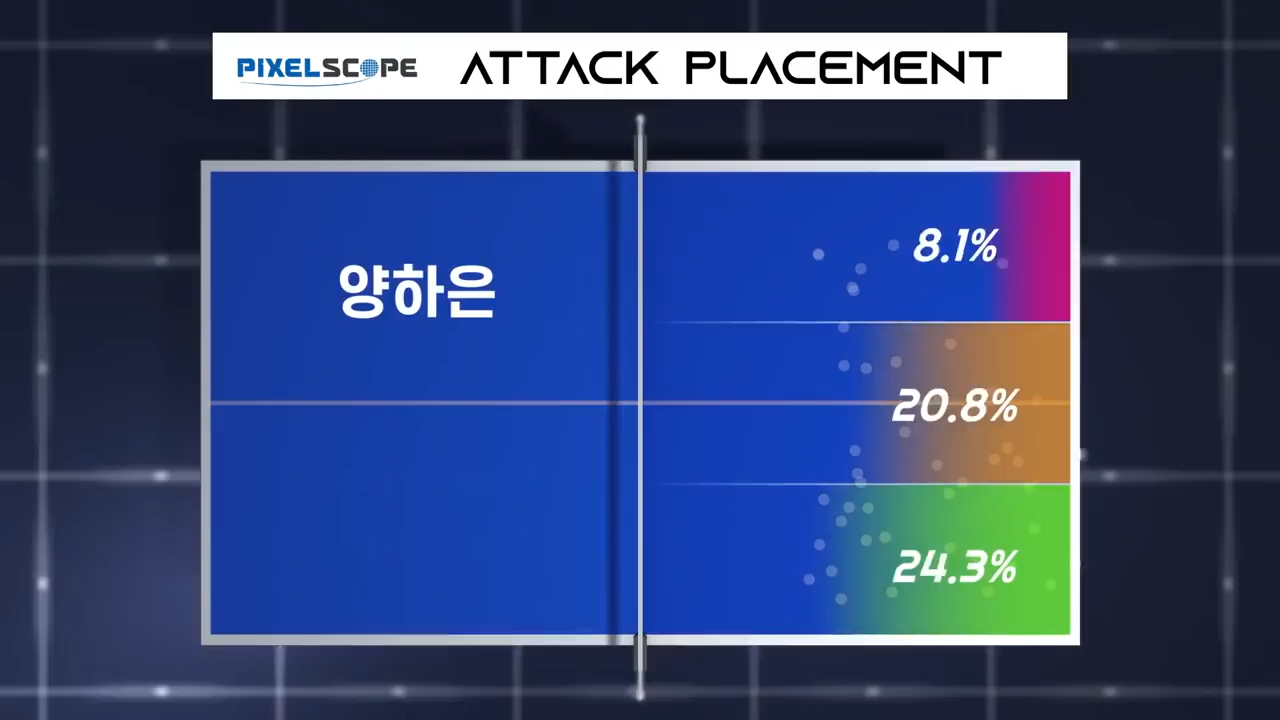 PIXELSCOPE ATTACK PLACEMENT
양하은
8.1%
20.8%
24.3%